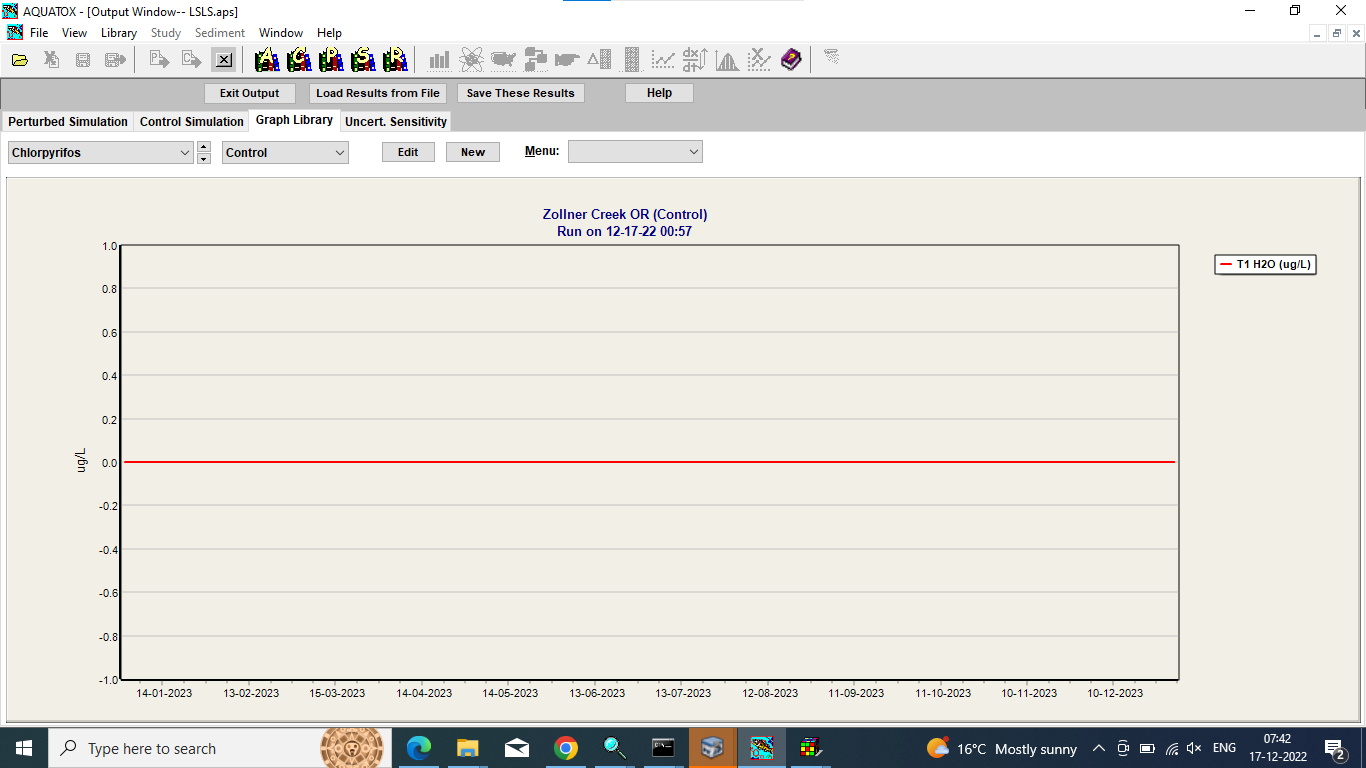 AQUATOX - [Output Window-- LSLS.aps]
File View Library Study Sediment Window Help
A C P S R
Exit Output Load Results from File Save These Results Help
Perturbed Simulation Control Simulation Graph Library Uncert. Sensitivity
Chlorpyrifos Control Edit New Menu:
Zollner Creek OR (Control)
Run on 12-17-22 00:57
T1 H2O (ug/L)
1.0
0.8
0.6
0.4
0.2
0.0
-0.2
-0.4
-0.6
-0.8
-1.0
ug/L
14-01-2023 13-02-2023 15-03-2023 14-04-2023 14-05-2023 13-06-2023 13-07-2023 12-08-2023 11-09-2023 11-10-2023 10-11-2023 10-12-2023
Type here to search
16°C Mostly sunny
ENG
07:42
17-12-2022
2